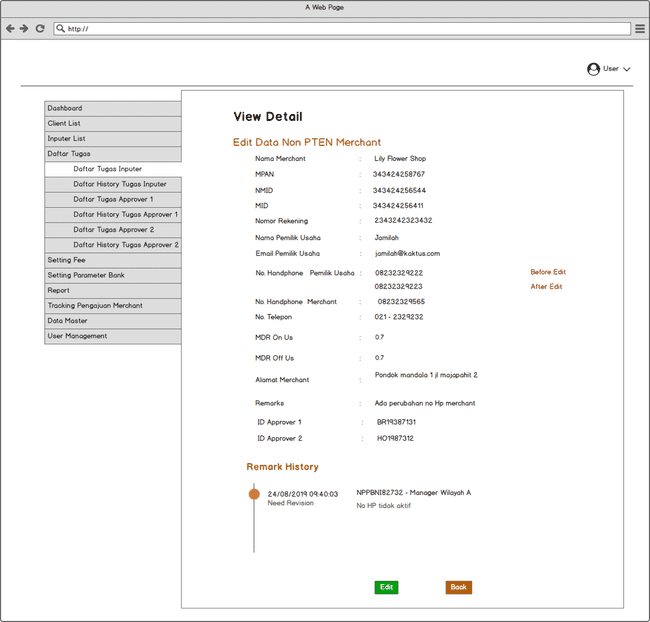 A Web Page
http://
User
Dashboard
Client List
Inputer List
Daftar Tugas
Daftar Tugas Inputer
Daftar History Tugas Inputer
Daftar Tugas Approver 1
Daftar History Tugas Approver 1
Daftar Tugas Approver 2
Daftar History Tugas Approver 2
Setting Fee
Setting Parameter Bank
Report
Tracking Pengajuan Merchant
Data Master
User Management
View Detail
Edit Data Non PTEN Merchant
Nama Merchant : Lily Flower Shop
MPAN : 343424258767
NMID : 343424256544
MID : 343424256411
Nomor Rekening : 2343242323432
Nama Pemilik Usaha : Jamilah
Email Pemilik Usaha : jamilah@kaktus.com
No. Handphone Pemilik Usaha : 08232329222 Before Edit
08232329223 After Edit
No. Handphone Merchant : 08232329565
No. Telepon : 021 - 2329232
MDR On Us : 0.7
MDR Off Us : 0.7
Alamat Merchant : Pondok mandala 1 jl majapahit 2
Remarks : Ada perubahan no Hp merchant
ID Approver 1 : BR19387131
ID Approver 2 : HO1987312
Remark History
24/08/2019 09:40:03 NPPBNI82732 - Manager Wilayah A
Need Revision No HP tidak aktif
Edit Back